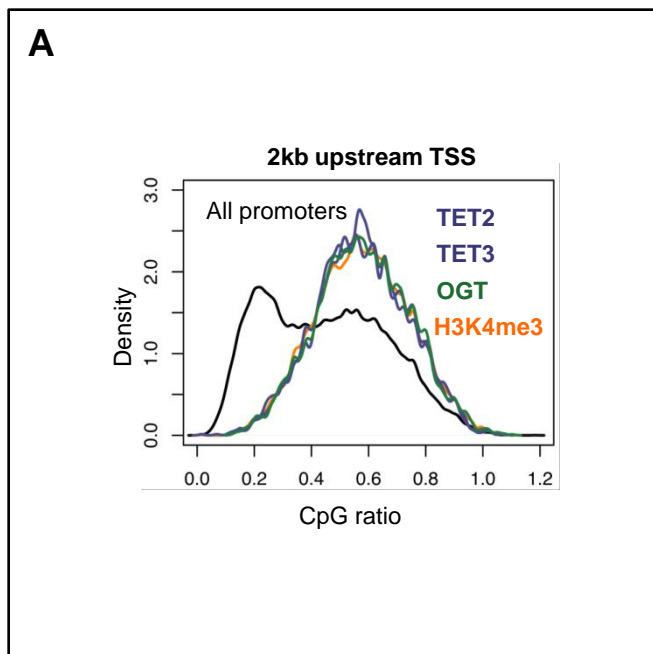 A
2kb upstream TSS
All promoters
TET2
TET3
OGT
H3K4me3
Density
3.0
2.0
1.0
0.0
0.0 0.2 0.4 0.6 0.8 1.0 1.2
CpG ratio